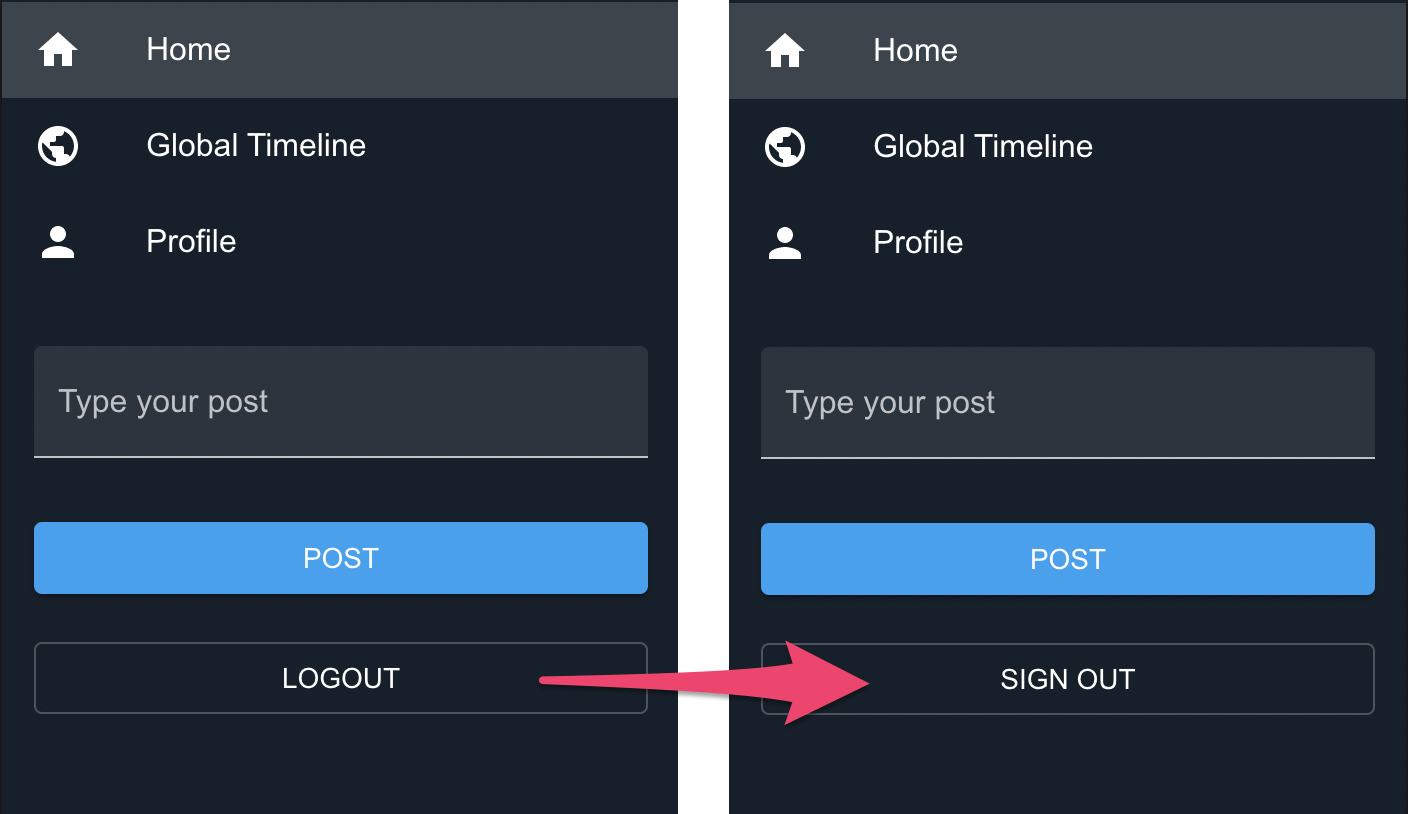 Home
Global Timeline
Profile
Type your post
POST
LOGOUT
Home
Global Timeline
Profile
Type your post
POST
SIGN OUT